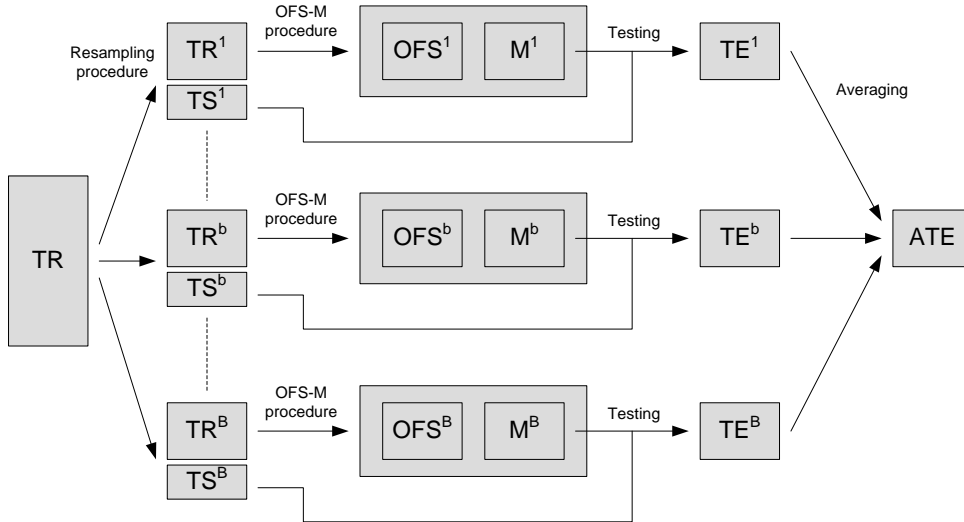 Resampling
procedure
TR¹
TS¹
OFS-M
procedure
OFS¹
M¹
Testing
TE¹
Averaging
TR
TRᵇ
TSᵇ
OFS-M
procedure
OFSᵇ
Mᵇ
Testing
TEᵇ
ATE
TRᴮ
TSᴮ
OFS-M
procedure
OFSᴮ
Mᴮ
Testing
TEᴮ